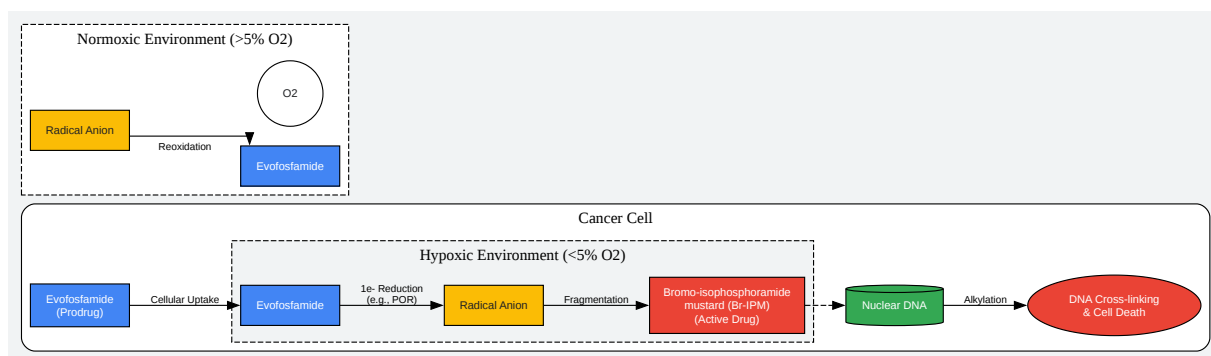 Normoxic Environment (>5% O2)
O2
Radical Anion
Reoxidation
Evofosfamide
Cancer Cell
Hypoxic Environment (<5% O2)
Evofosfamide
(Prodrug)
Cellular Uptake
Evofosfamide
1e- Reduction
(e.g., POR)
Radical Anion
Fragmentation
Bromo-isophosphoramide
mustard (Br-IPM)
(Active Drug)
Nuclear DNA
Alkylation
DNA Cross-linking
& Cell Death